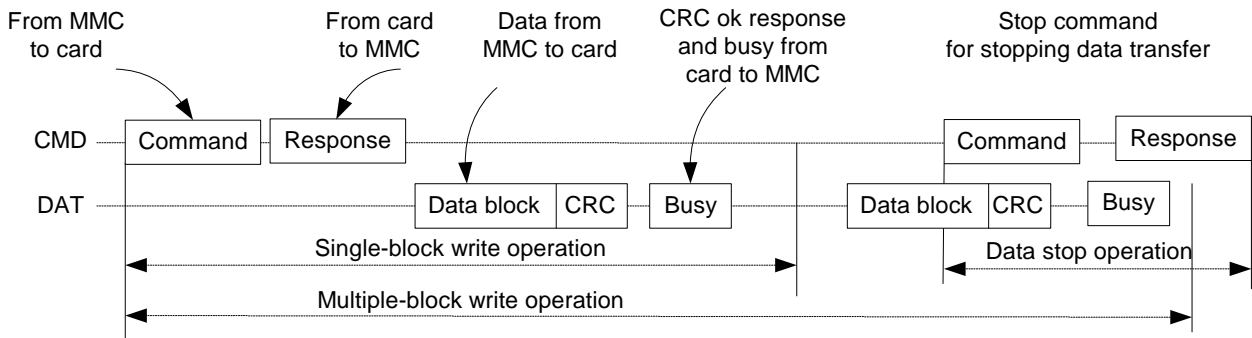 From MMC
to card
From card
to MMC
Data from
MMC to card
CRC ok response
and busy from
card to MMC
Stop command
for stopping data transfer
CMD
Command
Response
Command
Response
DAT
Data block
CRC
Busy
Data block
CRC
Busy
Single-block write operation
Data stop operation
Multiple-block write operation